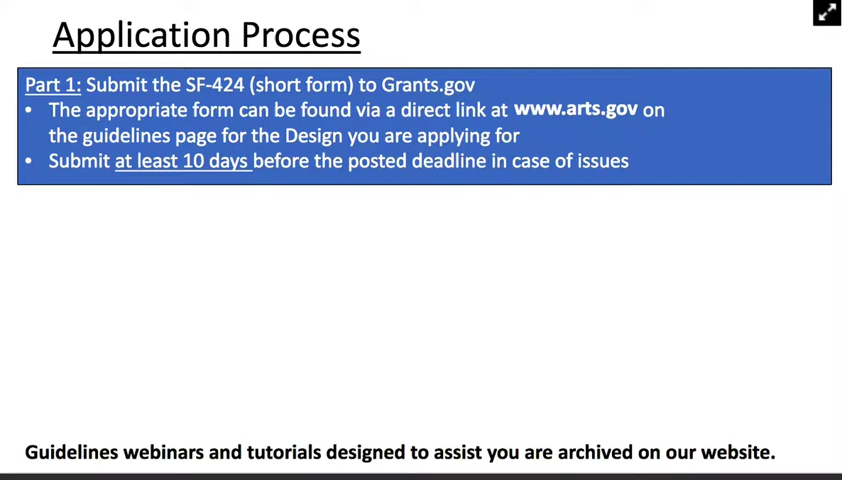 Application Process
Part 1: Submit the SF-424 (short form) to Grants.gov
• The appropriate form can be found via a direct link at www.arts.gov on
the guidelines page for the Design you are applying for
• Submit at least 10 days before the posted deadline in case of issues
Guidelines webinars and tutorials designed to assist you are archived on our website.